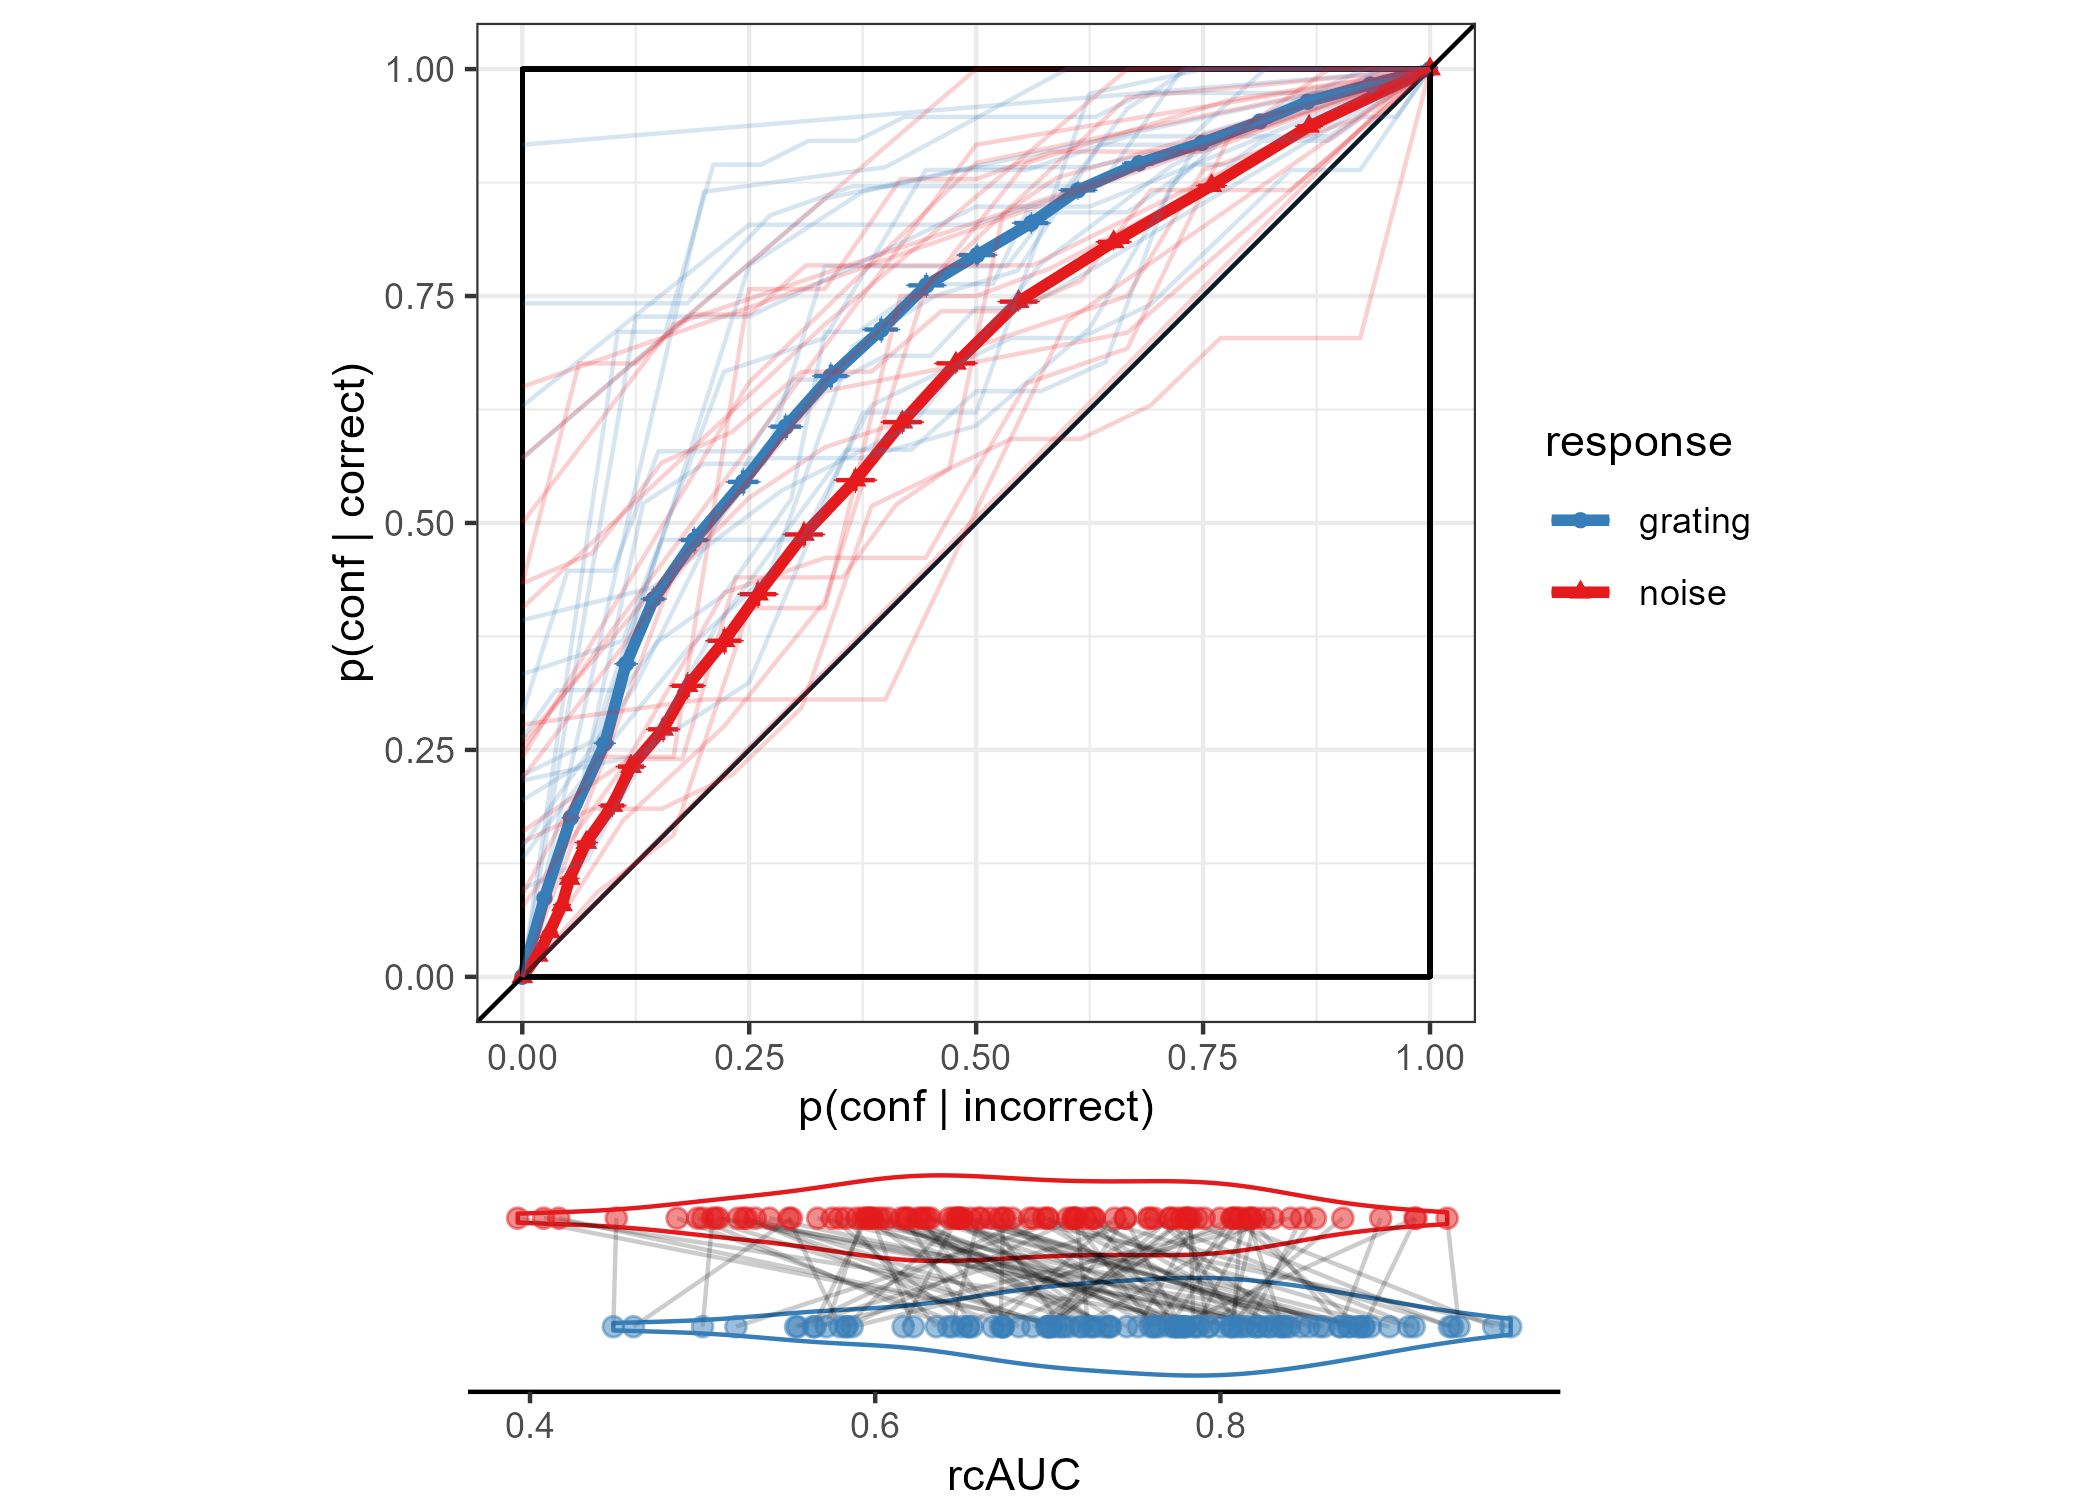 1.00
0.75
0.50
0.25
0.00
p(conf | correct)
0.00 0.25 0.50 0.75 1.00
p(conf | incorrect)
response
grating
noise
0.4 0.6 0.8
rcAUC